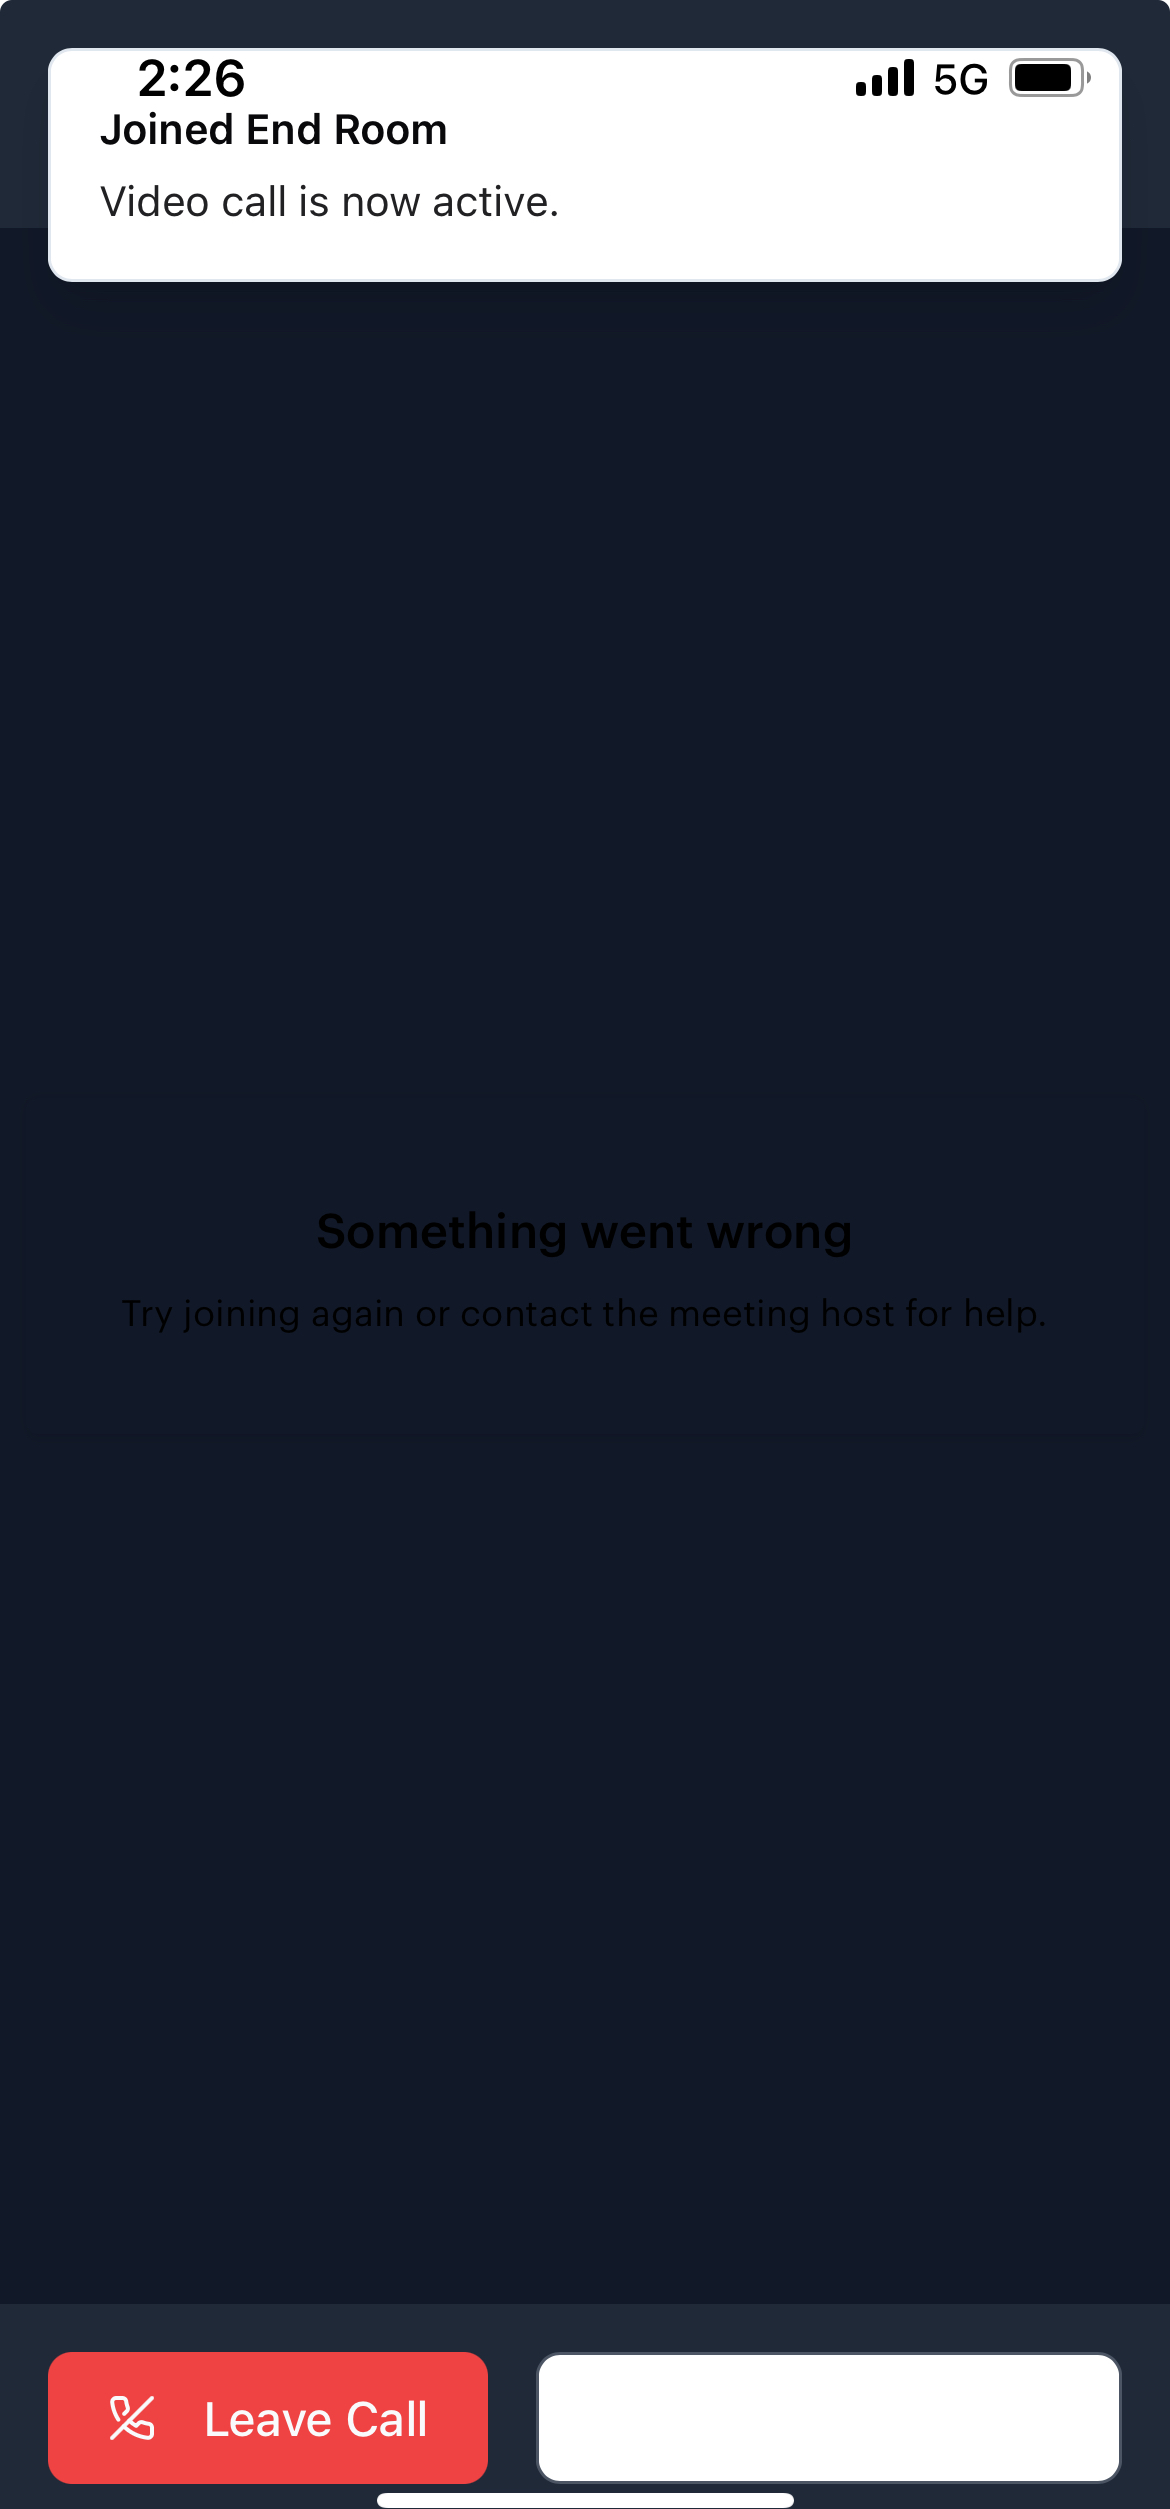 2:26 5G
Joined End Room
Video call is now active.
Something went wrong
Try joining again or contact the meeting host for help.
Leave Call